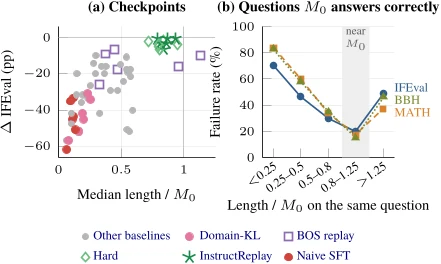 (a) Checkpoints
(b) Questions M₀ answers correctly
Δ IFEval (pp)
0
−20
−40
−60
0
0.5
1
Median length / M₀
Failure rate (%)
100
80
60
40
20
0
near
M₀
IFEval
BBH
MATH
< 0.25
0.25–0.5
0.5–0.8
0.8–1.25
> 1.25
Length / M₀ on the same question
Other baselines
Domain-KL
BOS replay
Hard
InstructReplay
Naive SFT